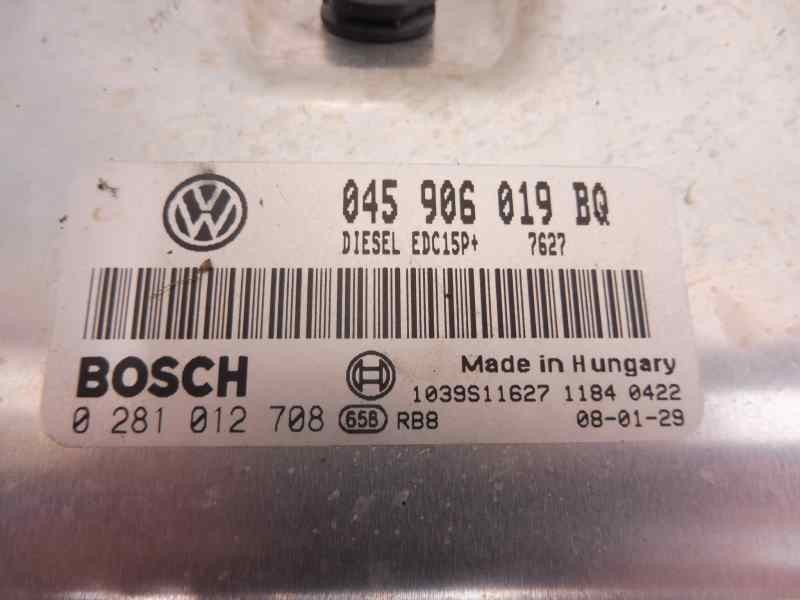 045 906 019 BQ
DIESEL EDC15P+ 7627
BOSCH
Made in Hungary
1039S11627 1184 0422
0 281 012 708 658 RB8 08-01-29